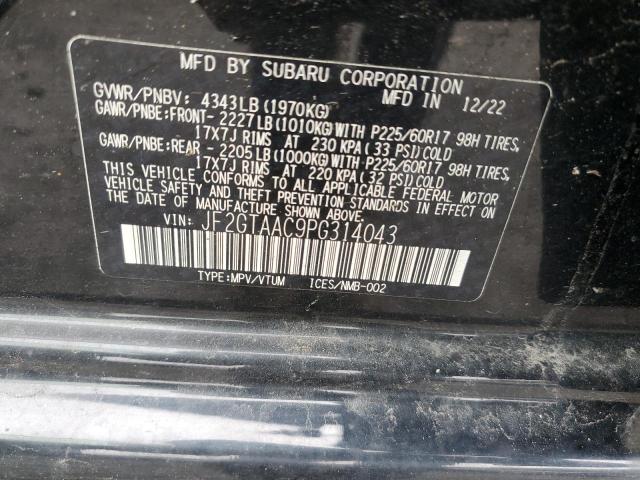 MFD BY SUBARU CORPORATION
MFD IN 12/22
GVWR/PNBV: 4343LB(1970KG)
GAWR/PNBE:FRONT- 2227LB(1010KG)WITH P225/60R17 98H TIRES,
17X7J RIMS AT 230 KPA(33 PSI)COLD
GAWR/PNBE:REAR - 2205LB(1000KG)WITH P225/60R17 98H TIRES,
17X7J RIMS AT 220 KPA(32 PSI)COLD
THIS VEHICLE CONFORMS TO ALL APPLICABLE FEDERAL MOTOR
VEHICLE SAFETY AND THEFT PREVENTION STANDARDS IN EFFECT ON
THE DATE OF MANUFACTURE SHOWN ABOVE.
VIN: JF2GTAAC9PG314043
TYPE:MPV/VTUM ICES/NMB-002